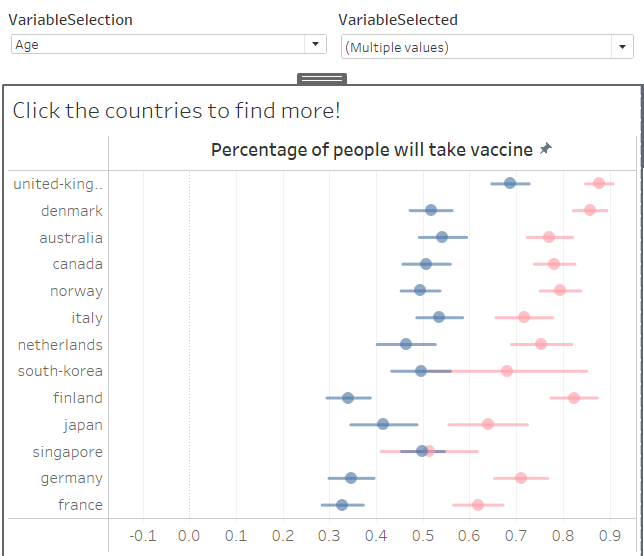 VariableSelection VariableSelected
Age (Multiple values)
Click the countries to find more!
Percentage of people will take vaccine
united-king..
denmark
australia
canada
norway
italy
netherlands
south-korea
finland
japan
singapore
germany
france
-0.1 0.0 0.1 0.2 0.3 0.4 0.5 0.6 0.7 0.8 0.9